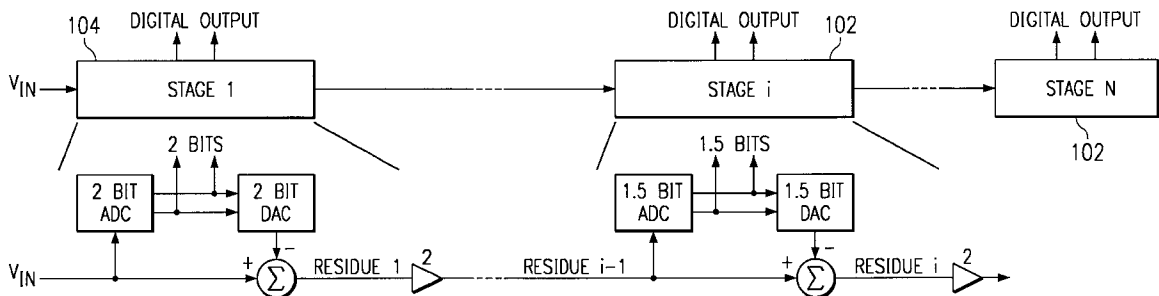 DIGITAL OUTPUT
DIGITAL OUTPUT
DIGITAL OUTPUT
104
102
V_IN
STAGE 1
STAGE i
STAGE N
102
2 BITS
1.5 BITS
2 BIT
ADC
2 BIT
DAC
1.5 BIT
ADC
1.5 BIT
DAC
V_IN
+
−
Σ
RESIDUE 1
2
RESIDUE i−1
+
−
Σ
RESIDUE i
2